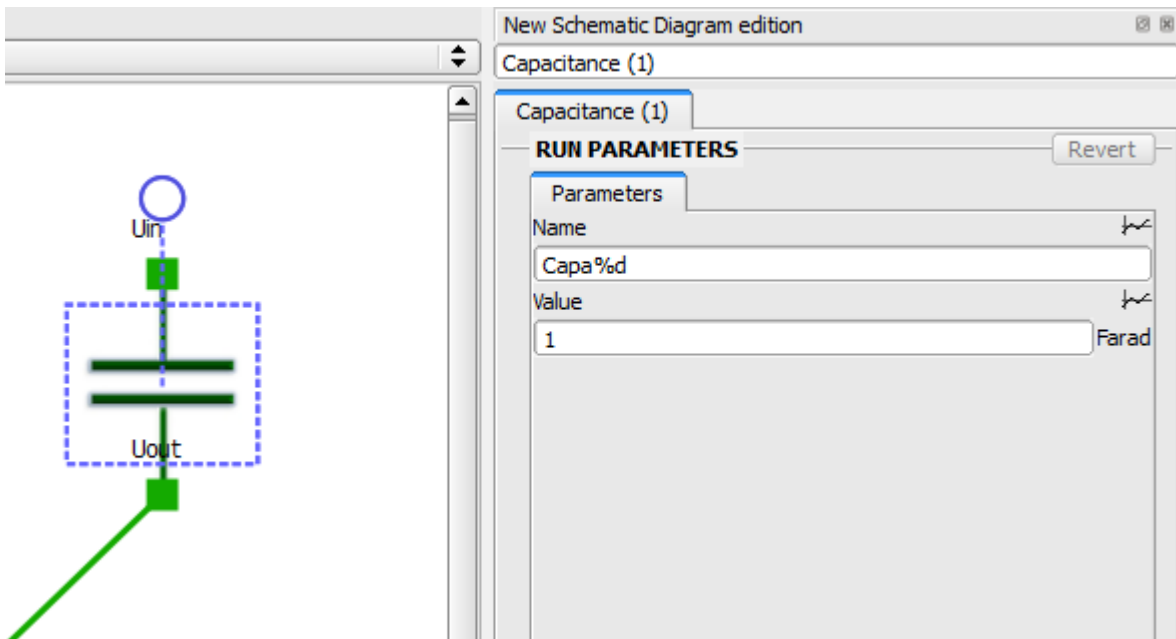 New Schematic Diagram edition
Capacitance (1)
Capacitance (1)
RUN PARAMETERS
Revert
Parameters
Name
Capa%d
Value
1
Farad
Uin
Uout